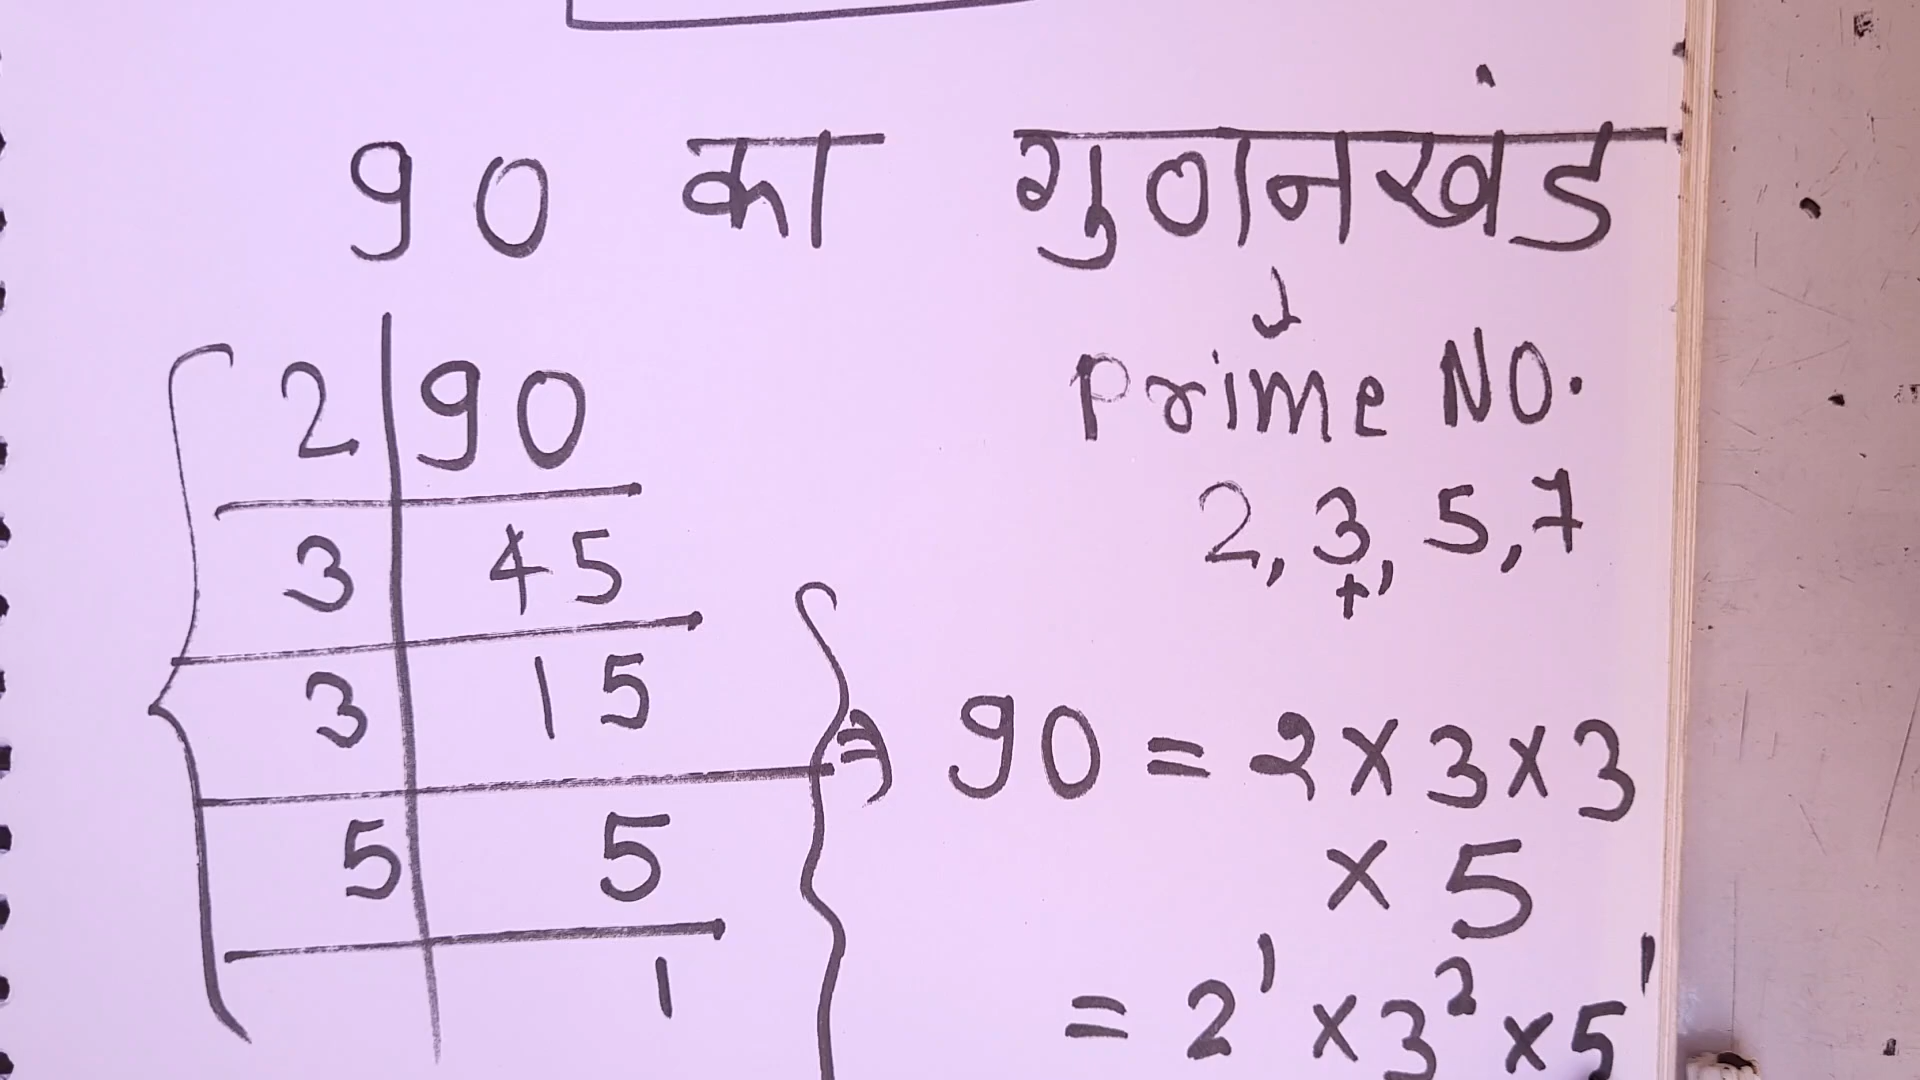 90 का गुणनखंड
↓
Prime NO.
2, 3, 5, 7
+
2 | 90
3 | 45
3 | 15
5 | 5
1
⇒ 90 = 2 × 3 × 3
× 5
= 2¹ × 3² × 5¹